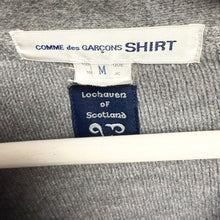 COMME des GARÇONS SHIRT
M
Lochaven
of
Scotland